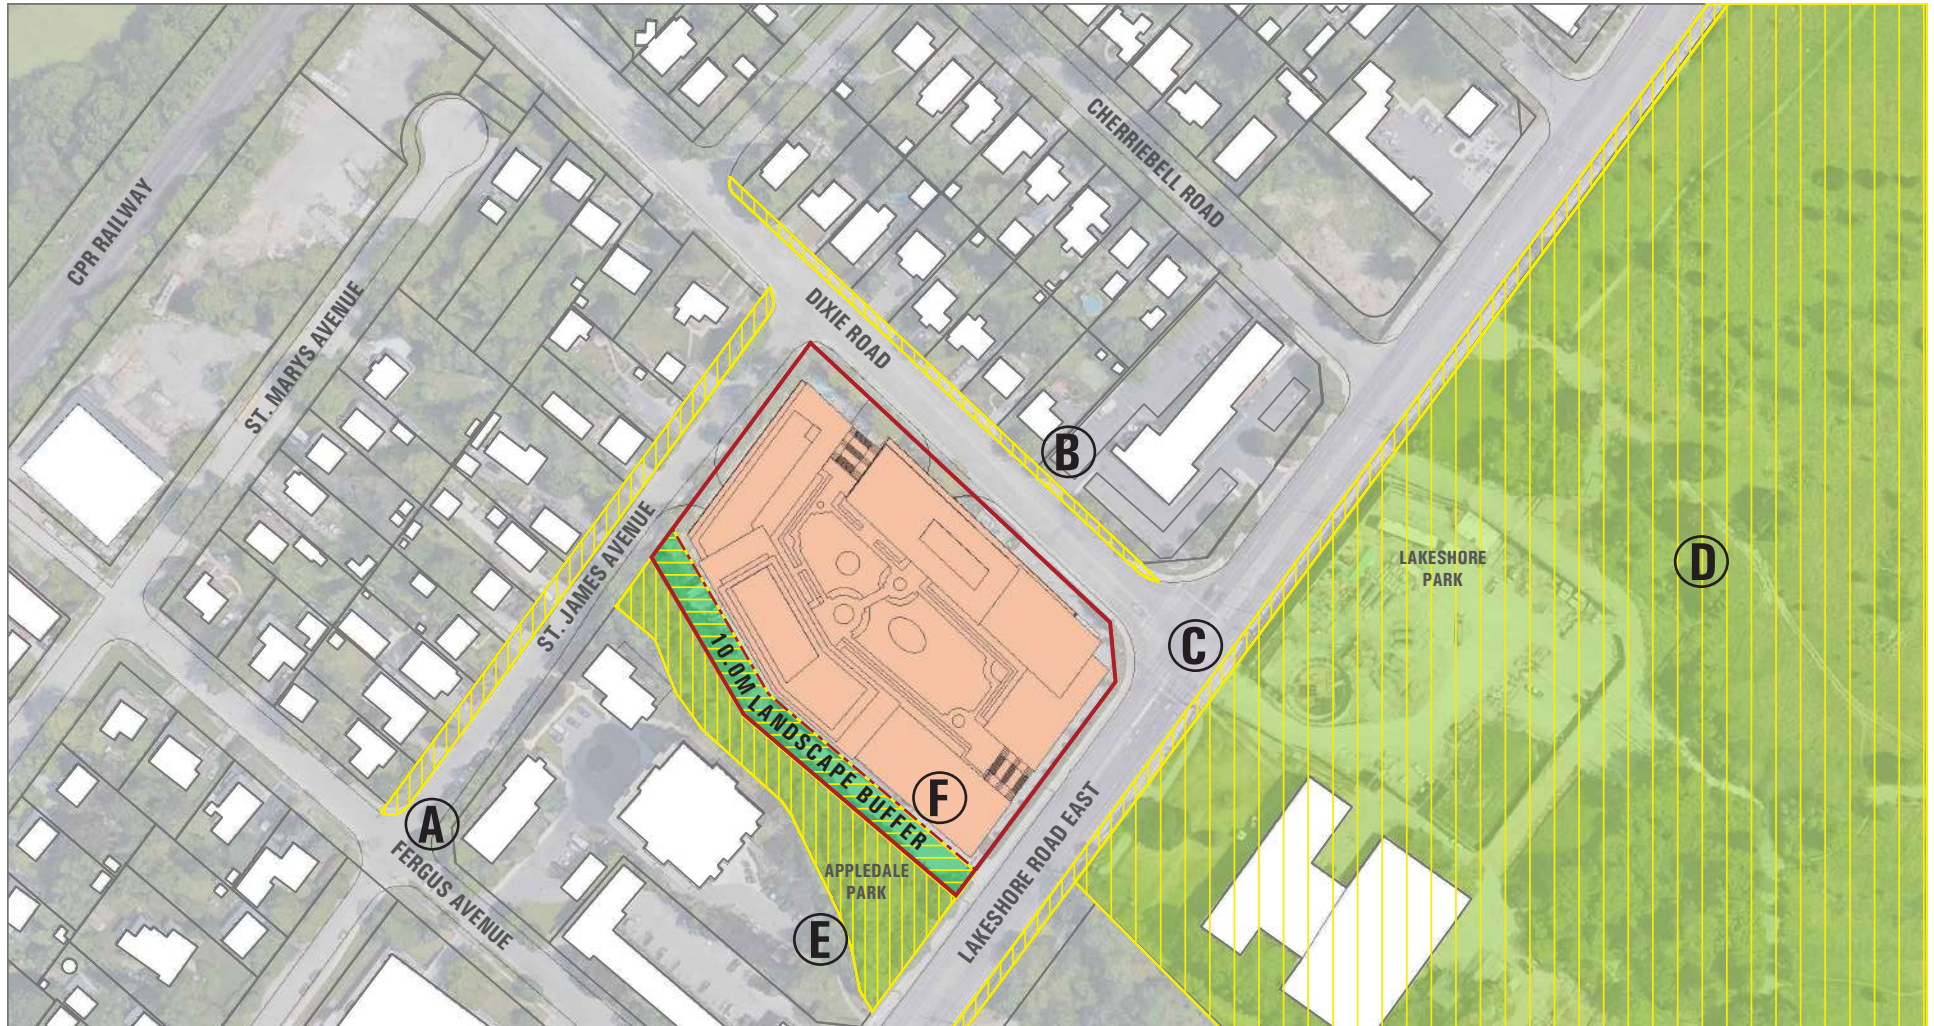 CPR RAILWAY
ST. MARYS AVENUE
CHERRIEBELL ROAD
DIXIE ROAD
B
ST. JAMES AVENUE
LAKESHORE
PARK
D
C
10.0M LANDSCAPE BUFFER
F
A
FERGUS AVENUE
APPLEDALE
PARK
E
LAKESHORE ROAD EAST